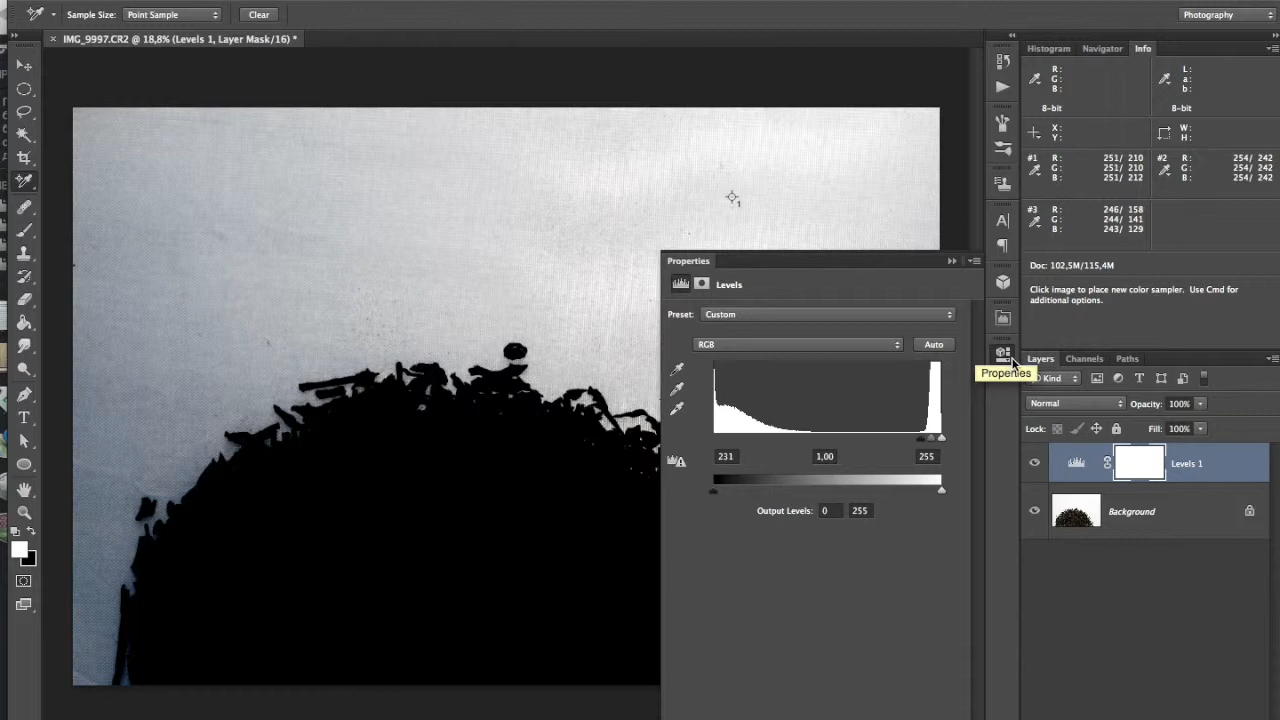 Sample Size: Point Sample Clear Photography
× IMG_9997.CR2 @ 18,8% (Levels 1, Layer Mask/16) *
Histogram Navigator Info
R: L:
G: a:
B: b:
8-bit 8-bit
X: W:
Y: H:
#1 R: 251/ 210 #2 R: 254/ 242
G: 251/ 210 G: 254/ 242
B: 251/ 212 B: 254/ 242
#3 R: 246/ 158
G: 244/ 141
B: 243/ 129
Doc: 102,5M/115,4M
Click image to place new color sampler. Use Cmd for
additional options.
1
Properties
Levels
Preset: Custom
RGB Auto
231 1,00 255
Output Levels: 0 255
Layers Channels Paths
Properties
Kind
Normal Opacity: 100%
Lock: Fill: 100%
Levels 1
Background